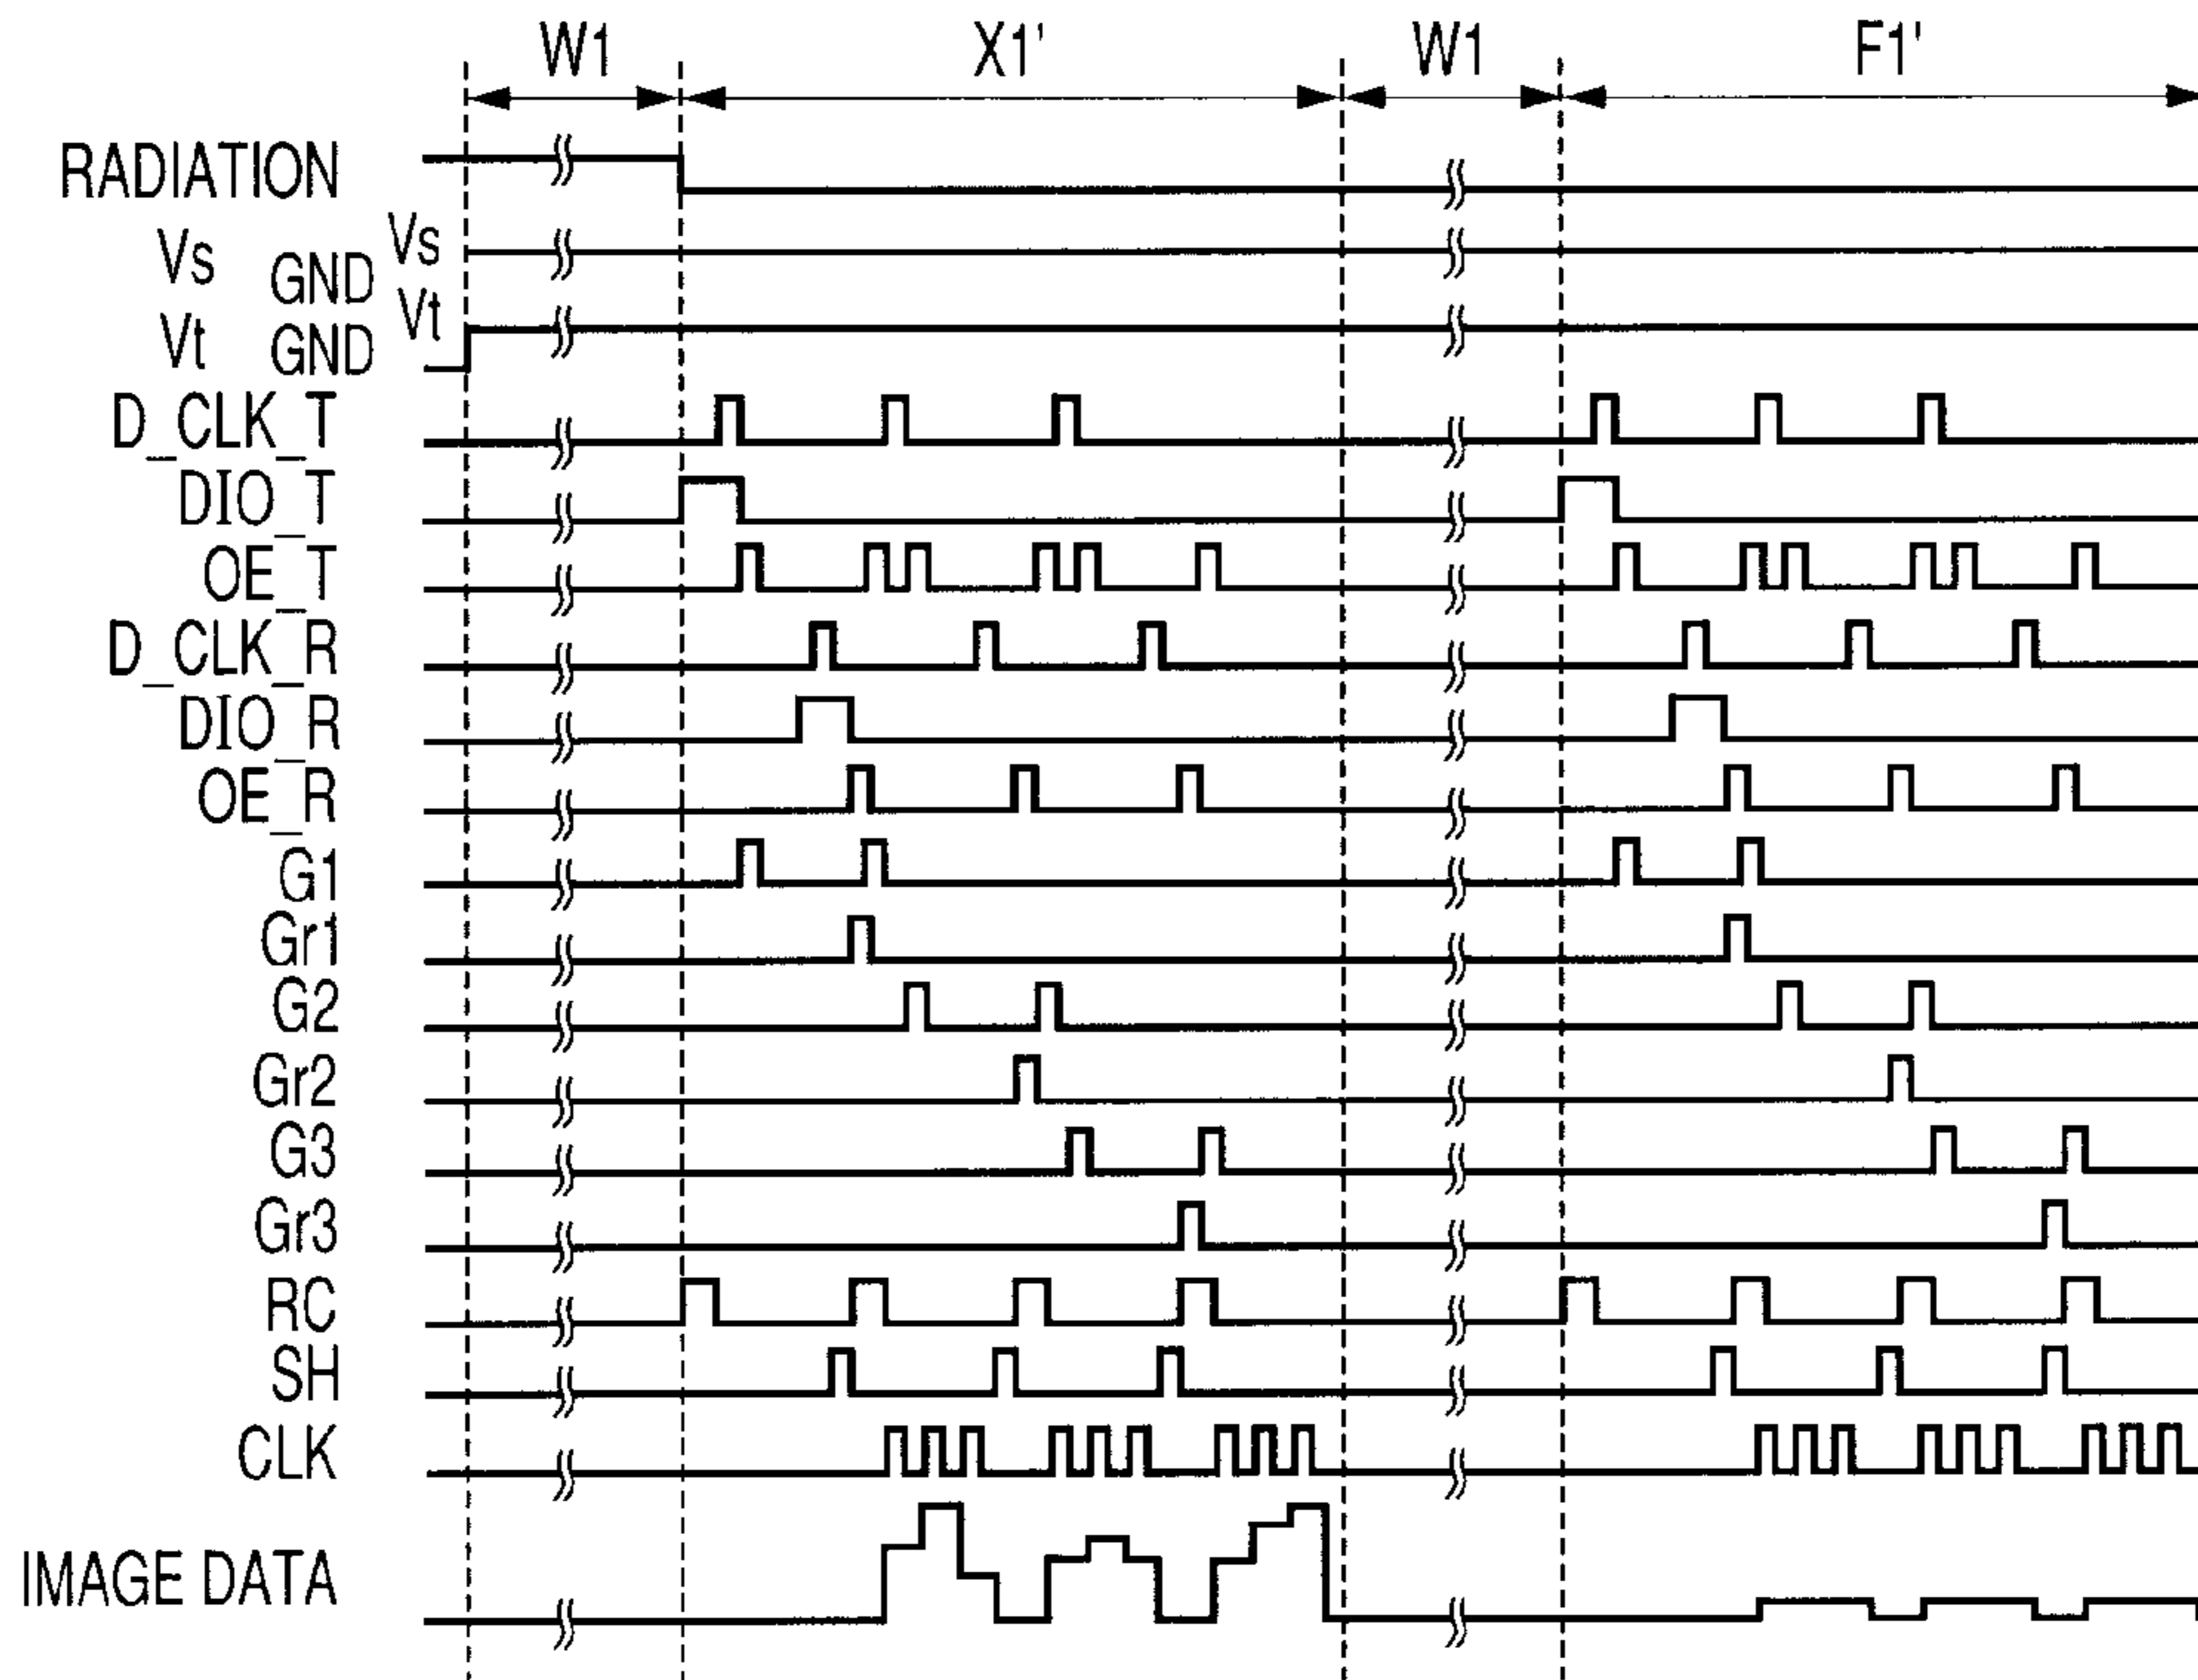 W1 X1' W1 F1'
RADIATION
Vs GND Vs
Vt GND Vt
D_CLK_T
DIO_T
OE_T
D_CLK_R
DIO_R
OE_R
G1
Gr1
G2
Gr2
G3
Gr3
RC
SH
CLK
IMAGE DATA